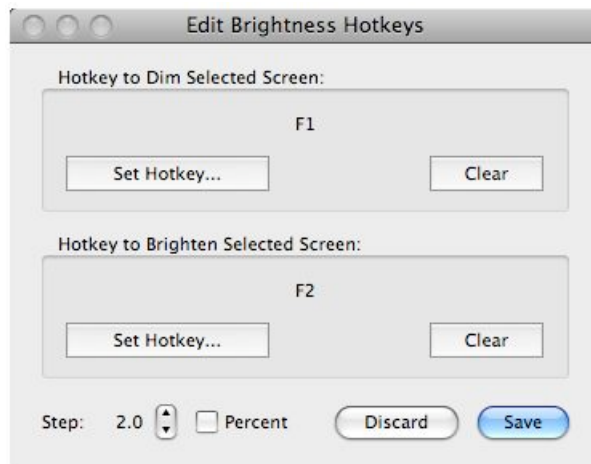 Edit Brightness Hotkeys
Hotkey to Dim Selected Screen:
F1
Set Hotkey... Clear
Hotkey to Brighten Selected Screen:
F2
Set Hotkey... Clear
Step: 2.0 Percent Discard Save